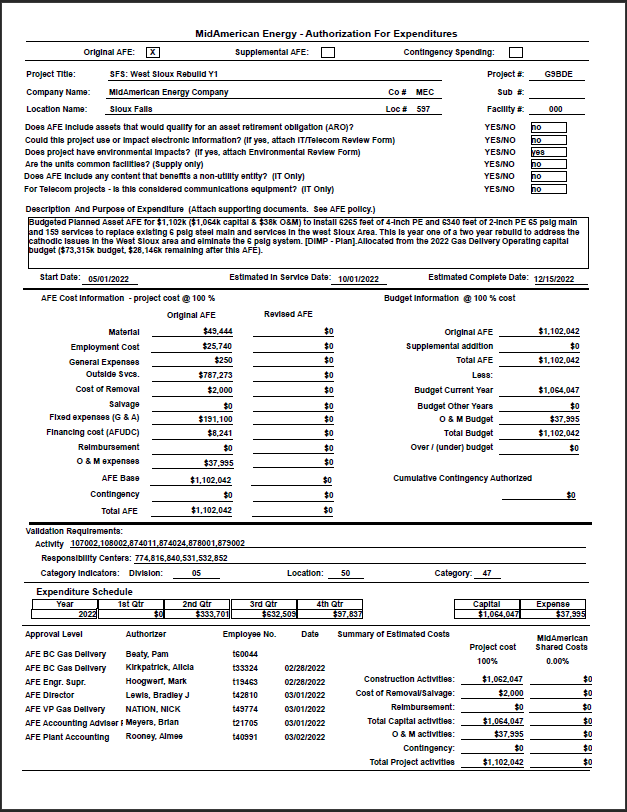 MidAmerican Energy - Authorization For Expenditures
Original AFE: X Supplemental AFE: Contingency Spending:
Project Title: SFS: West Sioux Rebuild Y1 Project #: G9BDE
Company Name: MidAmerican Energy Company Co # MEC Sub #:
Location Name: Sioux Falls Loc # 597 Facility #: 000
Does AFE include assets that would qualify for an asset retirement obligation (ARO)? YES/NO no
Could this project use or impact electronic information? (If yes, attach IT/Telecom Review Form) YES/NO no
Does project have environmental impacts? (If yes, attach Environmental Review Form) YES/NO yes
Are the units common facilities? (Supply only) YES/NO no
Does AFE include any content that benefits a non-utility entity? (IT Only) YES/NO no
For Telecom projects - is this considered communications equipment? (IT Only) YES/NO no
Description And Purpose of Expenditure (Attach supporting documents. See AFE policy.)
Budgeted Planned Asset AFE for $1,102k ($1,064k capital & $38k O&M) to install 6265 feet of 4-inch PE and 6340 feet of 2-inch PE 65 psig main
and 159 services to replace existing 6 psig steel main and services in the west Sioux Area. This is year one of a two year rebuild to address the
cathodic issues in the West Sioux area and eliminate the 6 psig system. [DIMP - Plan].Allocated from the 2022 Gas Delivery Operating capital
budget ($73,315k budget, $28,146k remaining after this AFE).
Start Date: 05/01/2022 Estimated In Service Date: 10/01/2022 Estimated Complete Date: 12/15/2022
AFE Cost Information - project cost @ 100 % Budget Information @ 100 % cost
Original AFE Revised AFE
Material $49,444 $0 Original AFE $1,102,042
Employment Cost $25,740 $0 Supplemental addition $0
General Expenses $250 $0 Total AFE $1,102,042
Outside Svcs. $787,273 $0 Less:
Cost of Removal $2,000 $0 Budget Current Year $1,064,047
Salvage $0 $0 Budget Other Years $0
Fixed expenses (G & A) $191,100 $0 O & M Budget $37,995
Financing cost (AFUDC) $8,241 $0 Total Budget $1,102,042
Reimbursement $0 $0 Over / (under) budget $0
O & M expenses $37,995 $0
AFE Base $1,102,042 $0 Cumulative Contingency Authorized
Contingency $0 $0 $0
Total AFE $1,102,042 $0
Validation Requirements:
Activity 107002,108002,874011,874024,878001,879002
Responsibility Centers: 774,816,840,531,532,852
Category Indicators: Division: 05 Location: 50 Category: 47
Expenditure Schedule
Year 1st Qtr 2nd Qtr 3rd Qtr 4th Qtr Capital Expense
2022 $0 $333,701 $632,509 $97,837 $1,064,047 $37,995
Approval Level Authorizer Employee No. Date Summary of Estimated Costs
Project cost MidAmerican Shared Costs
100% 0.00%
AFE BC Gas Delivery Beaty, Pam t60044
AFE BC Gas Delivery Kirkpatrick, Alicia t33324 02/28/2022
AFE Engr. Supr. Hoogwerf, Mark t19463 02/28/2022 Construction Activities: $1,062,047 $0
AFE Director Lewis, Bradley J t42810 03/01/2022 Cost of Removal/Salvage: $2,000 $0
AFE VP Gas Delivery NATION, NICK t49774 03/01/2022 Reimbursement: $0 $0
AFE Accounting Adviser F Meyers, Brian t21705 03/01/2022 Total Capital activities: $1,064,047 $0
AFE Plant Accounting Rooney, Aimee t40991 03/02/2022 O & M activities: $37,995 $0
Contingency: $0 $0
Total Project activities $1,102,042 $0